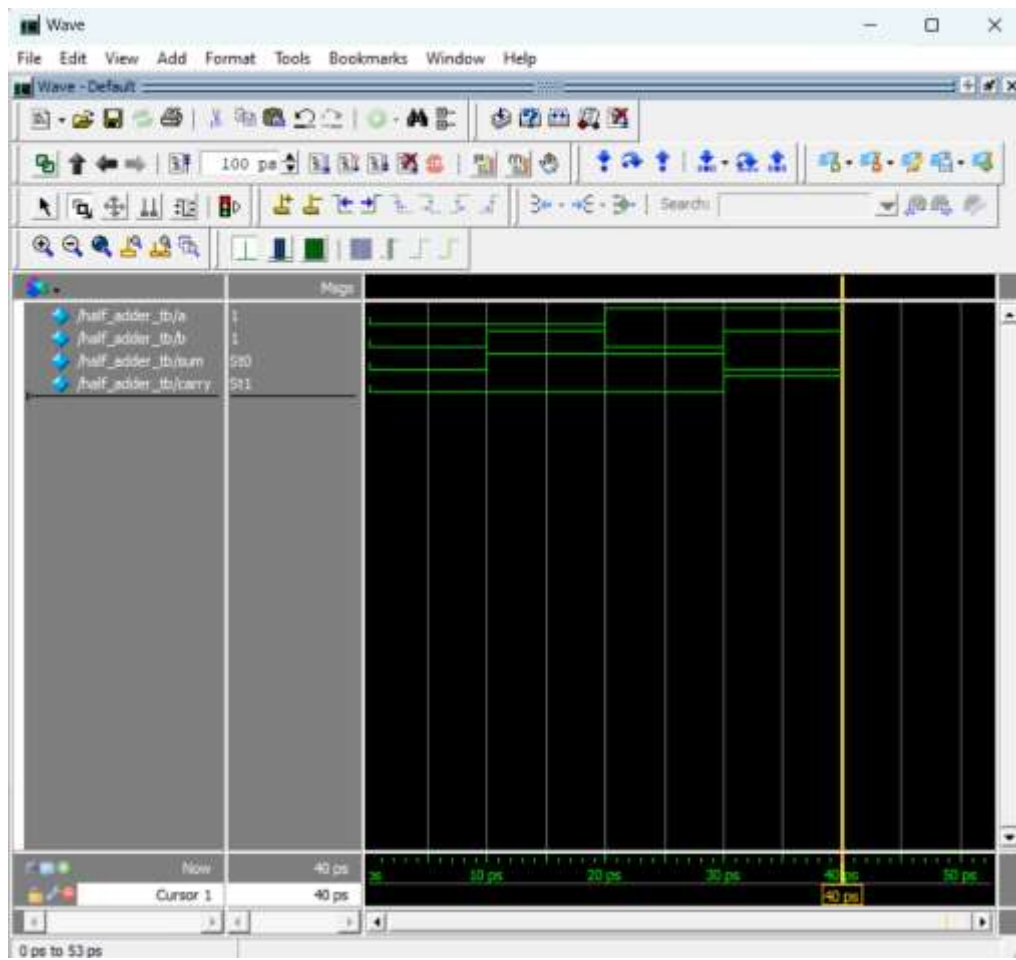 Wave
File Edit View Add Format Tools Bookmarks Window Help
Wave - Default
100 ps
Search:
Msgs
/half_adder_tb/a 1
/half_adder_tb/b 1
/half_adder_tb/sum St0
/half_adder_tb/carry St1
Now 40 ps
ps 10 ps 20 ps 30 ps 40 ps 50 ps
Cursor 1 40 ps
40 ps
0 ps to 53 ps